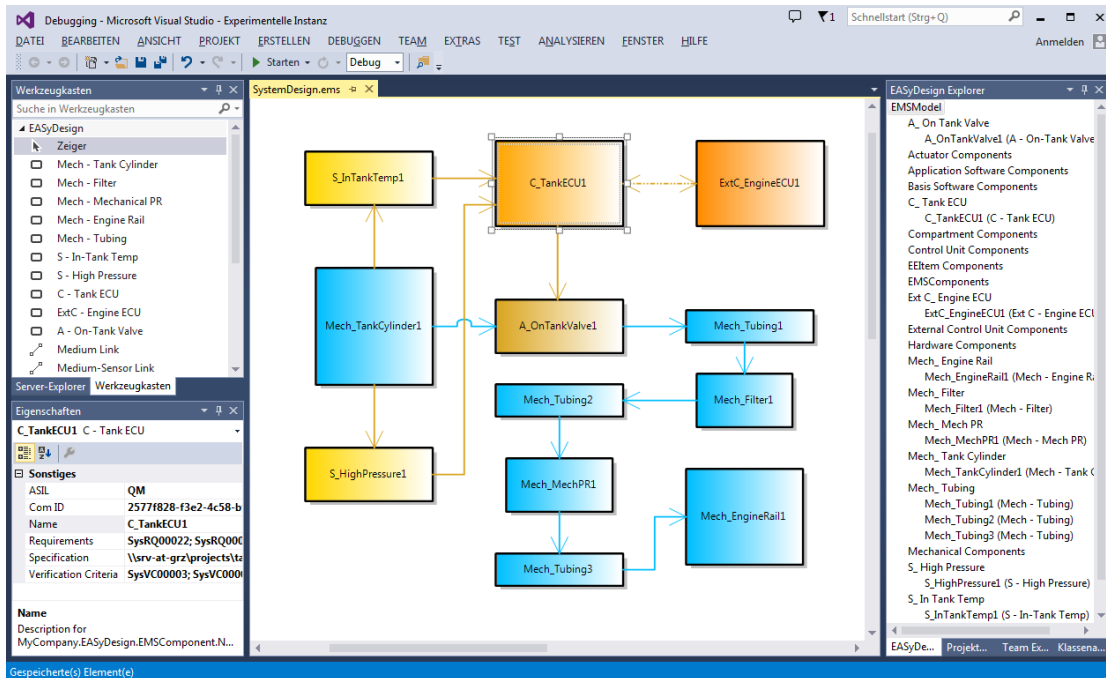 Debugging - Microsoft Visual Studio - Experimentelle Instanz
1
Schnellstart (Strg+Q)
DATEI BEARBEITEN ANSICHT PROJEKT ERSTELLEN DEBUGGEN TEAM EXTRAS TEST ANALYSIEREN FENSTER HILFE
Anmelden
Starten
Debug
Werkzeugkasten
Suche in Werkzeugkasten
EASyDesign
Zeiger
Mech - Tank Cylinder
Mech - Filter
Mech - Mechanical PR
Mech - Engine Rail
Mech - Tubing
S - In-Tank Temp
S - High Pressure
C - Tank ECU
ExtC - Engine ECU
A - On-Tank Valve
Medium Link
Medium-Sensor Link
Server-Explorer Werkzeugkasten
Eigenschaften
C_TankECU1 C - Tank ECU
Sonstiges
ASIL QM
Com ID 2577f828-f3e2-4c58-b
Name C_TankECU1
Requirements SysRQ00022; SysRQ000
Specification \\srv-at-grz\projects\ta
Verification Criteria SysVC00003; SysVC000
Name
Description for
MyCompany.EASyDesign.EMSComponent.N...
SystemDesign.ems
S_InTankTemp1
C_TankECU1
ExtC_EngineECU1
Mech_TankCylinder1
A_OnTankValve1
Mech_Tubing1
Mech_Tubing2
Mech_Filter1
S_HighPressure1
Mech_MechPR1
Mech_EngineRail1
Mech_Tubing3
EASyDesign Explorer
EMSModel
A_ On Tank Valve
A_OnTankValve1 (A - On-Tank Valve
Actuator Components
Application Software Components
Basis Software Components
C_ Tank ECU
C_TankECU1 (C - Tank ECU)
Compartment Components
Control Unit Components
EEItem Components
EMSComponents
Ext C_ Engine ECU
ExtC_EngineECU1 (Ext C - Engine ECU
External Control Unit Components
Hardware Components
Mech_ Engine Rail
Mech_EngineRail1 (Mech - Engine Ra
Mech_ Filter
Mech_Filter1 (Mech - Filter)
Mech_ Mech PR
Mech_MechPR1 (Mech - Mech PR)
Mech_ Tank Cylinder
Mech_TankCylinder1 (Mech - Tank C
Mech_ Tubing
Mech_Tubing1 (Mech - Tubing)
Mech_Tubing2 (Mech - Tubing)
Mech_Tubing3 (Mech - Tubing)
Mechanical Components
S_ High Pressure
S_HighPressure1 (S - High Pressure)
S_ In Tank Temp
S_InTankTemp1 (S - In-Tank Temp)
EASyDe... Projekt... Team Ex... Klassena...
Gespeicherte(s) Element(e)